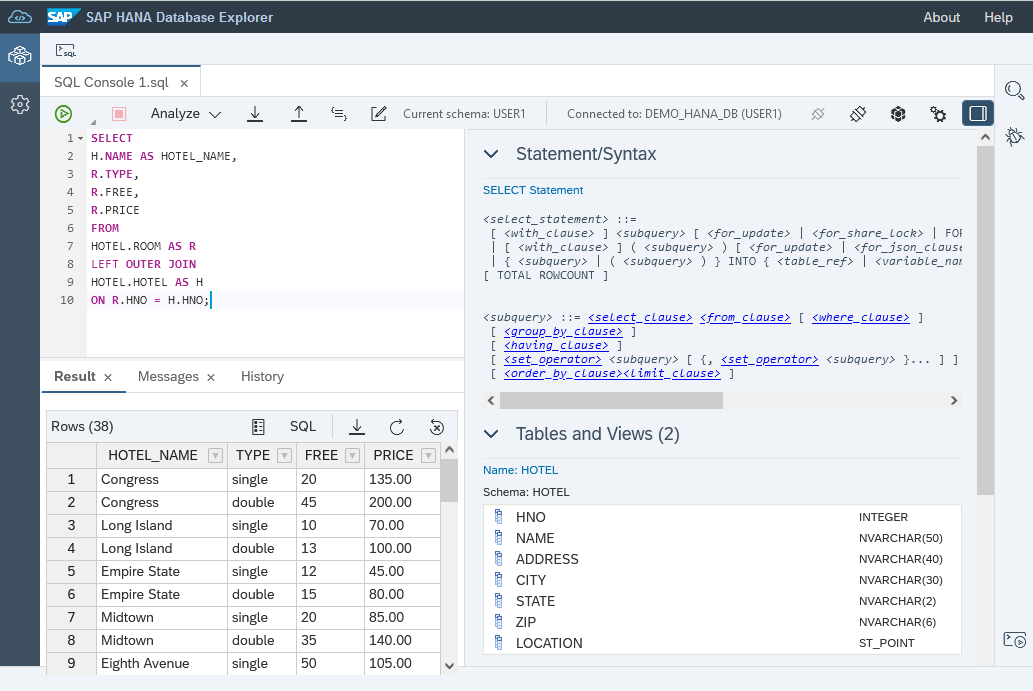 SAP SAP HANA Database Explorer About Help
SQL
SQL Console 1.sql ×
Analyze Current schema: USER1 Connected to: DEMO_HANA_DB (USER1)
1 SELECT
2 H.NAME AS HOTEL_NAME,
3 R.TYPE,
4 R.FREE,
5 R.PRICE
6 FROM
7 HOTEL.ROOM AS R
8 LEFT OUTER JOIN
9 HOTEL.HOTEL AS H
10 ON R.HNO = H.HNO;
Result × Messages × History
Rows (38) SQL
HOTEL_NAME TYPE FREE PRICE
1 Congress single 20 135.00
2 Congress double 45 200.00
3 Long Island single 10 70.00
4 Long Island double 13 100.00
5 Empire State single 12 45.00
6 Empire State double 15 80.00
7 Midtown single 20 85.00
8 Midtown double 35 140.00
9 Eighth Avenue single 50 105.00
Statement/Syntax
SELECT Statement
<select_statement> ::=
[ <with_clause> ] <subquery> [ <for_update> | <for_share_lock> | FOR
| [ <with_clause> ] ( <subquery> ) [ <for_update> | <for_json_clause
| { <subquery> | ( <subquery> ) } INTO { <table_ref> | <variable_nam
[ TOTAL ROWCOUNT ]
<subquery> ::= <select_clause> <from_clause> [ <where_clause> ]
[ <group_by_clause> ]
[ <having_clause> ]
[ <set_operator> <subquery> [ {, <set_operator> <subquery> }... ] ]
[ <order_by_clause><limit_clause> ]
Tables and Views (2)
Name: HOTEL
Schema: HOTEL
HNO INTEGER
NAME NVARCHAR(50)
ADDRESS NVARCHAR(40)
CITY NVARCHAR(30)
STATE NVARCHAR(2)
ZIP NVARCHAR(6)
LOCATION ST_POINT